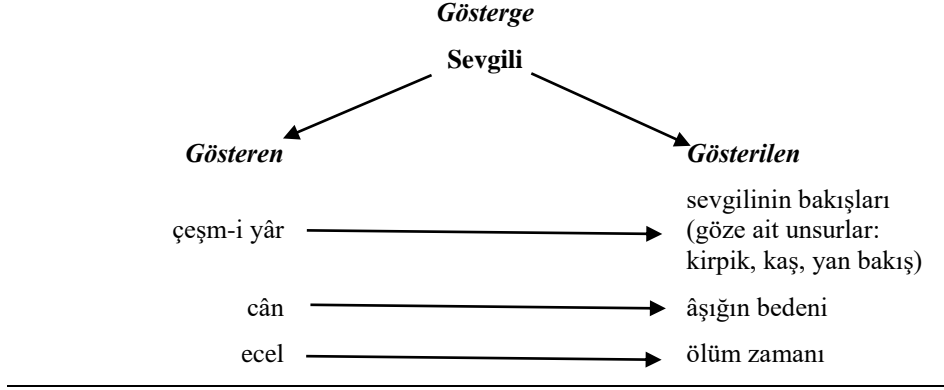 Gösterge
Sevgili
Gösteren
Gösterilen
sevgilinin bakışları
çeşm-i yâr
(göze ait unsurlar:
kirpik, kaş, yan bakış)
cân
âşığın bedeni
ecel
ölüm zamanı